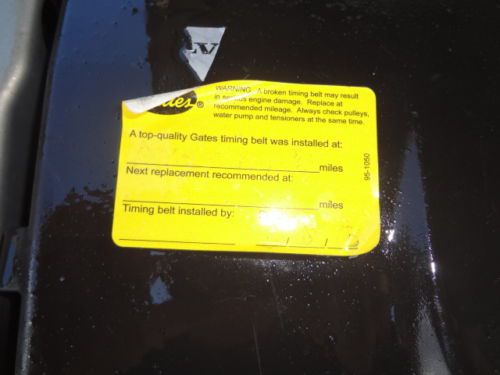 V
WARNING: A broken timing belt may result
in serious engine damage. Replace at
recommended mileage. Always check pulleys,
water pump and tensioners at the same time.
A top-quality Gates timing belt was installed at:
miles
Next replacement recommended at:
miles
Timing belt installed by:
/ /
95-1050